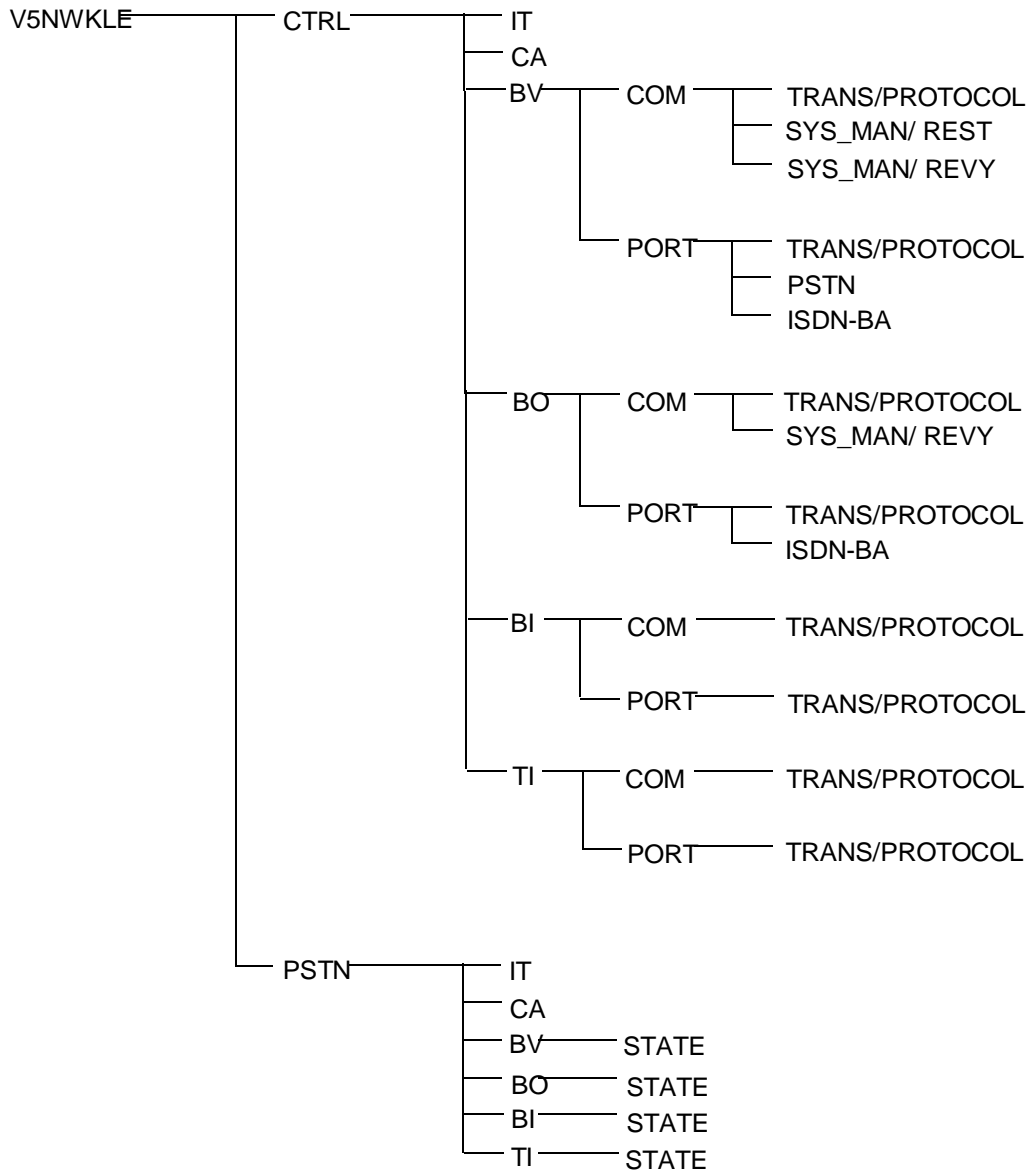 V5NWKLE CTRL IT
CA
BV COM TRANS/PROTOCOL
SYS_MAN/ REST
SYS_MAN/ REVY
PORT TRANS/PROTOCOL
PSTN
ISDN-BA
BO COM TRANS/PROTOCOL
SYS_MAN/ REVY
PORT TRANS/PROTOCOL
ISDN-BA
BI COM TRANS/PROTOCOL
PORT TRANS/PROTOCOL
TI COM TRANS/PROTOCOL
PORT TRANS/PROTOCOL
PSTN IT
CA
BV STATE
BO STATE
BI STATE
TI STATE